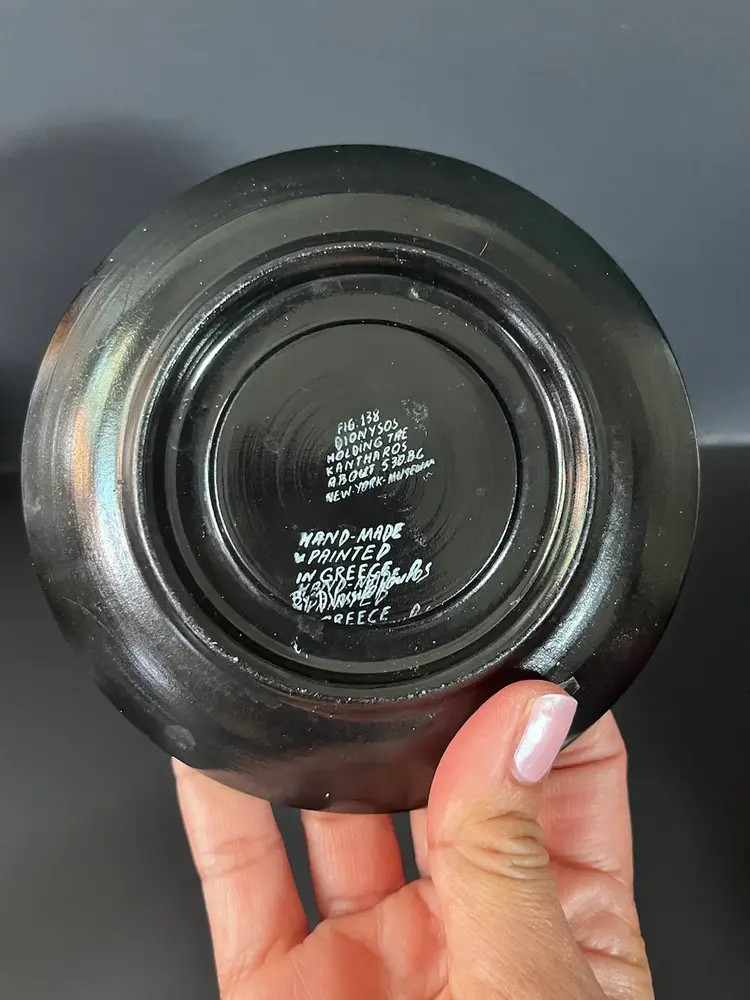 FIG.138
DIONYSOS
HOLDING THE
KANTHAROS
ABOUT 530.BC
NEW-YORK-MUSEUM
HAND-MADE
PAINTED
IN GREECE
GREECE